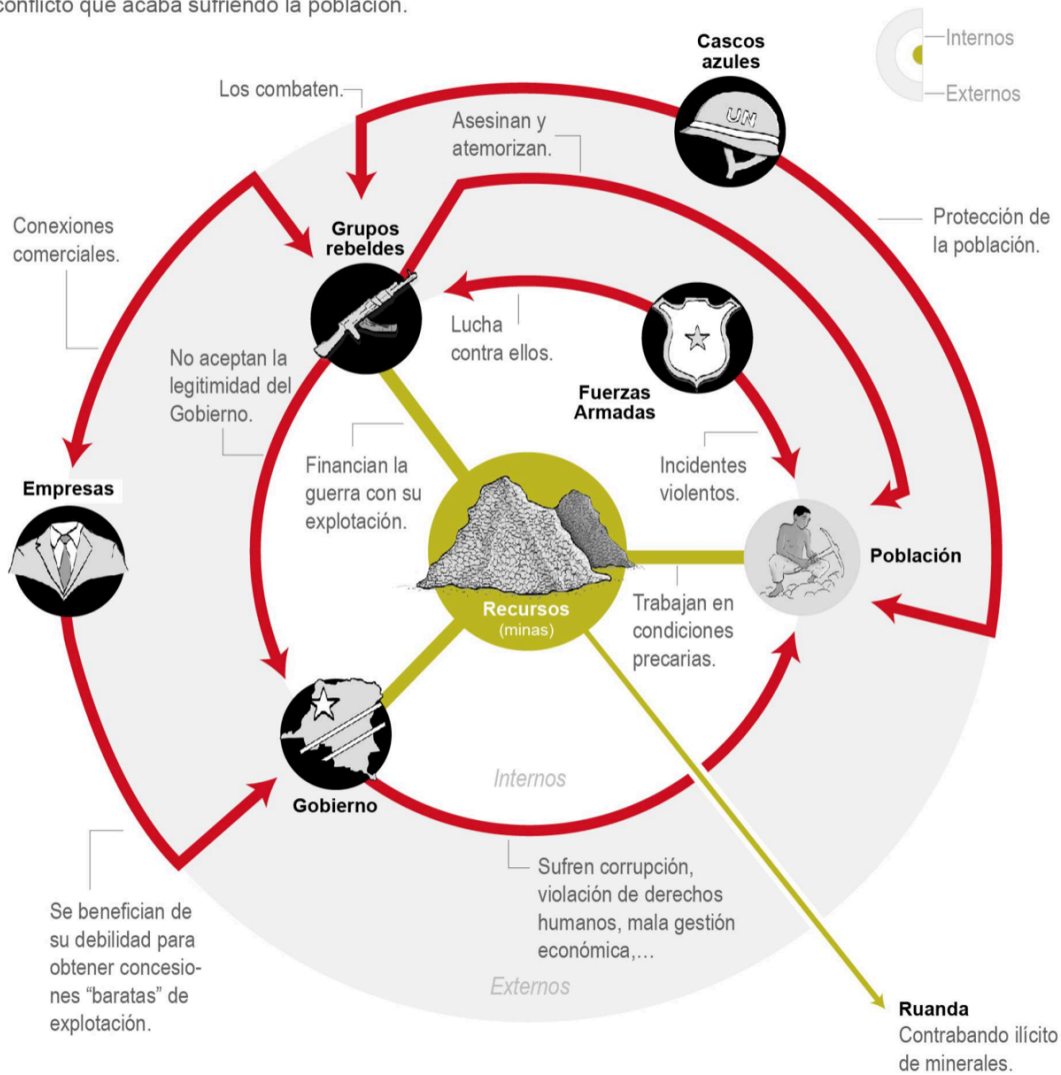 conflicto que acaba sufriendo la población.
Internos
Externos
Cascos
azules
UN
Los combaten.
Asesinan y
atemorizan.
Protección de
la población.
Conexiones
comerciales.
Grupos
rebeldes
Lucha
contra ellos.
Fuerzas
Armadas
No aceptan la
legitimidad del
Gobierno.
Financian la
guerra con su
explotación.
Incidentes
violentos.
Empresas
Población
Recursos
(minas)
Trabajan en
condiciones
precarias.
Gobierno
Internos
Sufren corrupción,
violación de derechos
humanos, mala gestión
económica,...
Se benefician de
su debilidad para
obtener concesio-
nes “baratas” de
explotación.
Externos
Ruanda
Contrabando ilícito
de minerales.